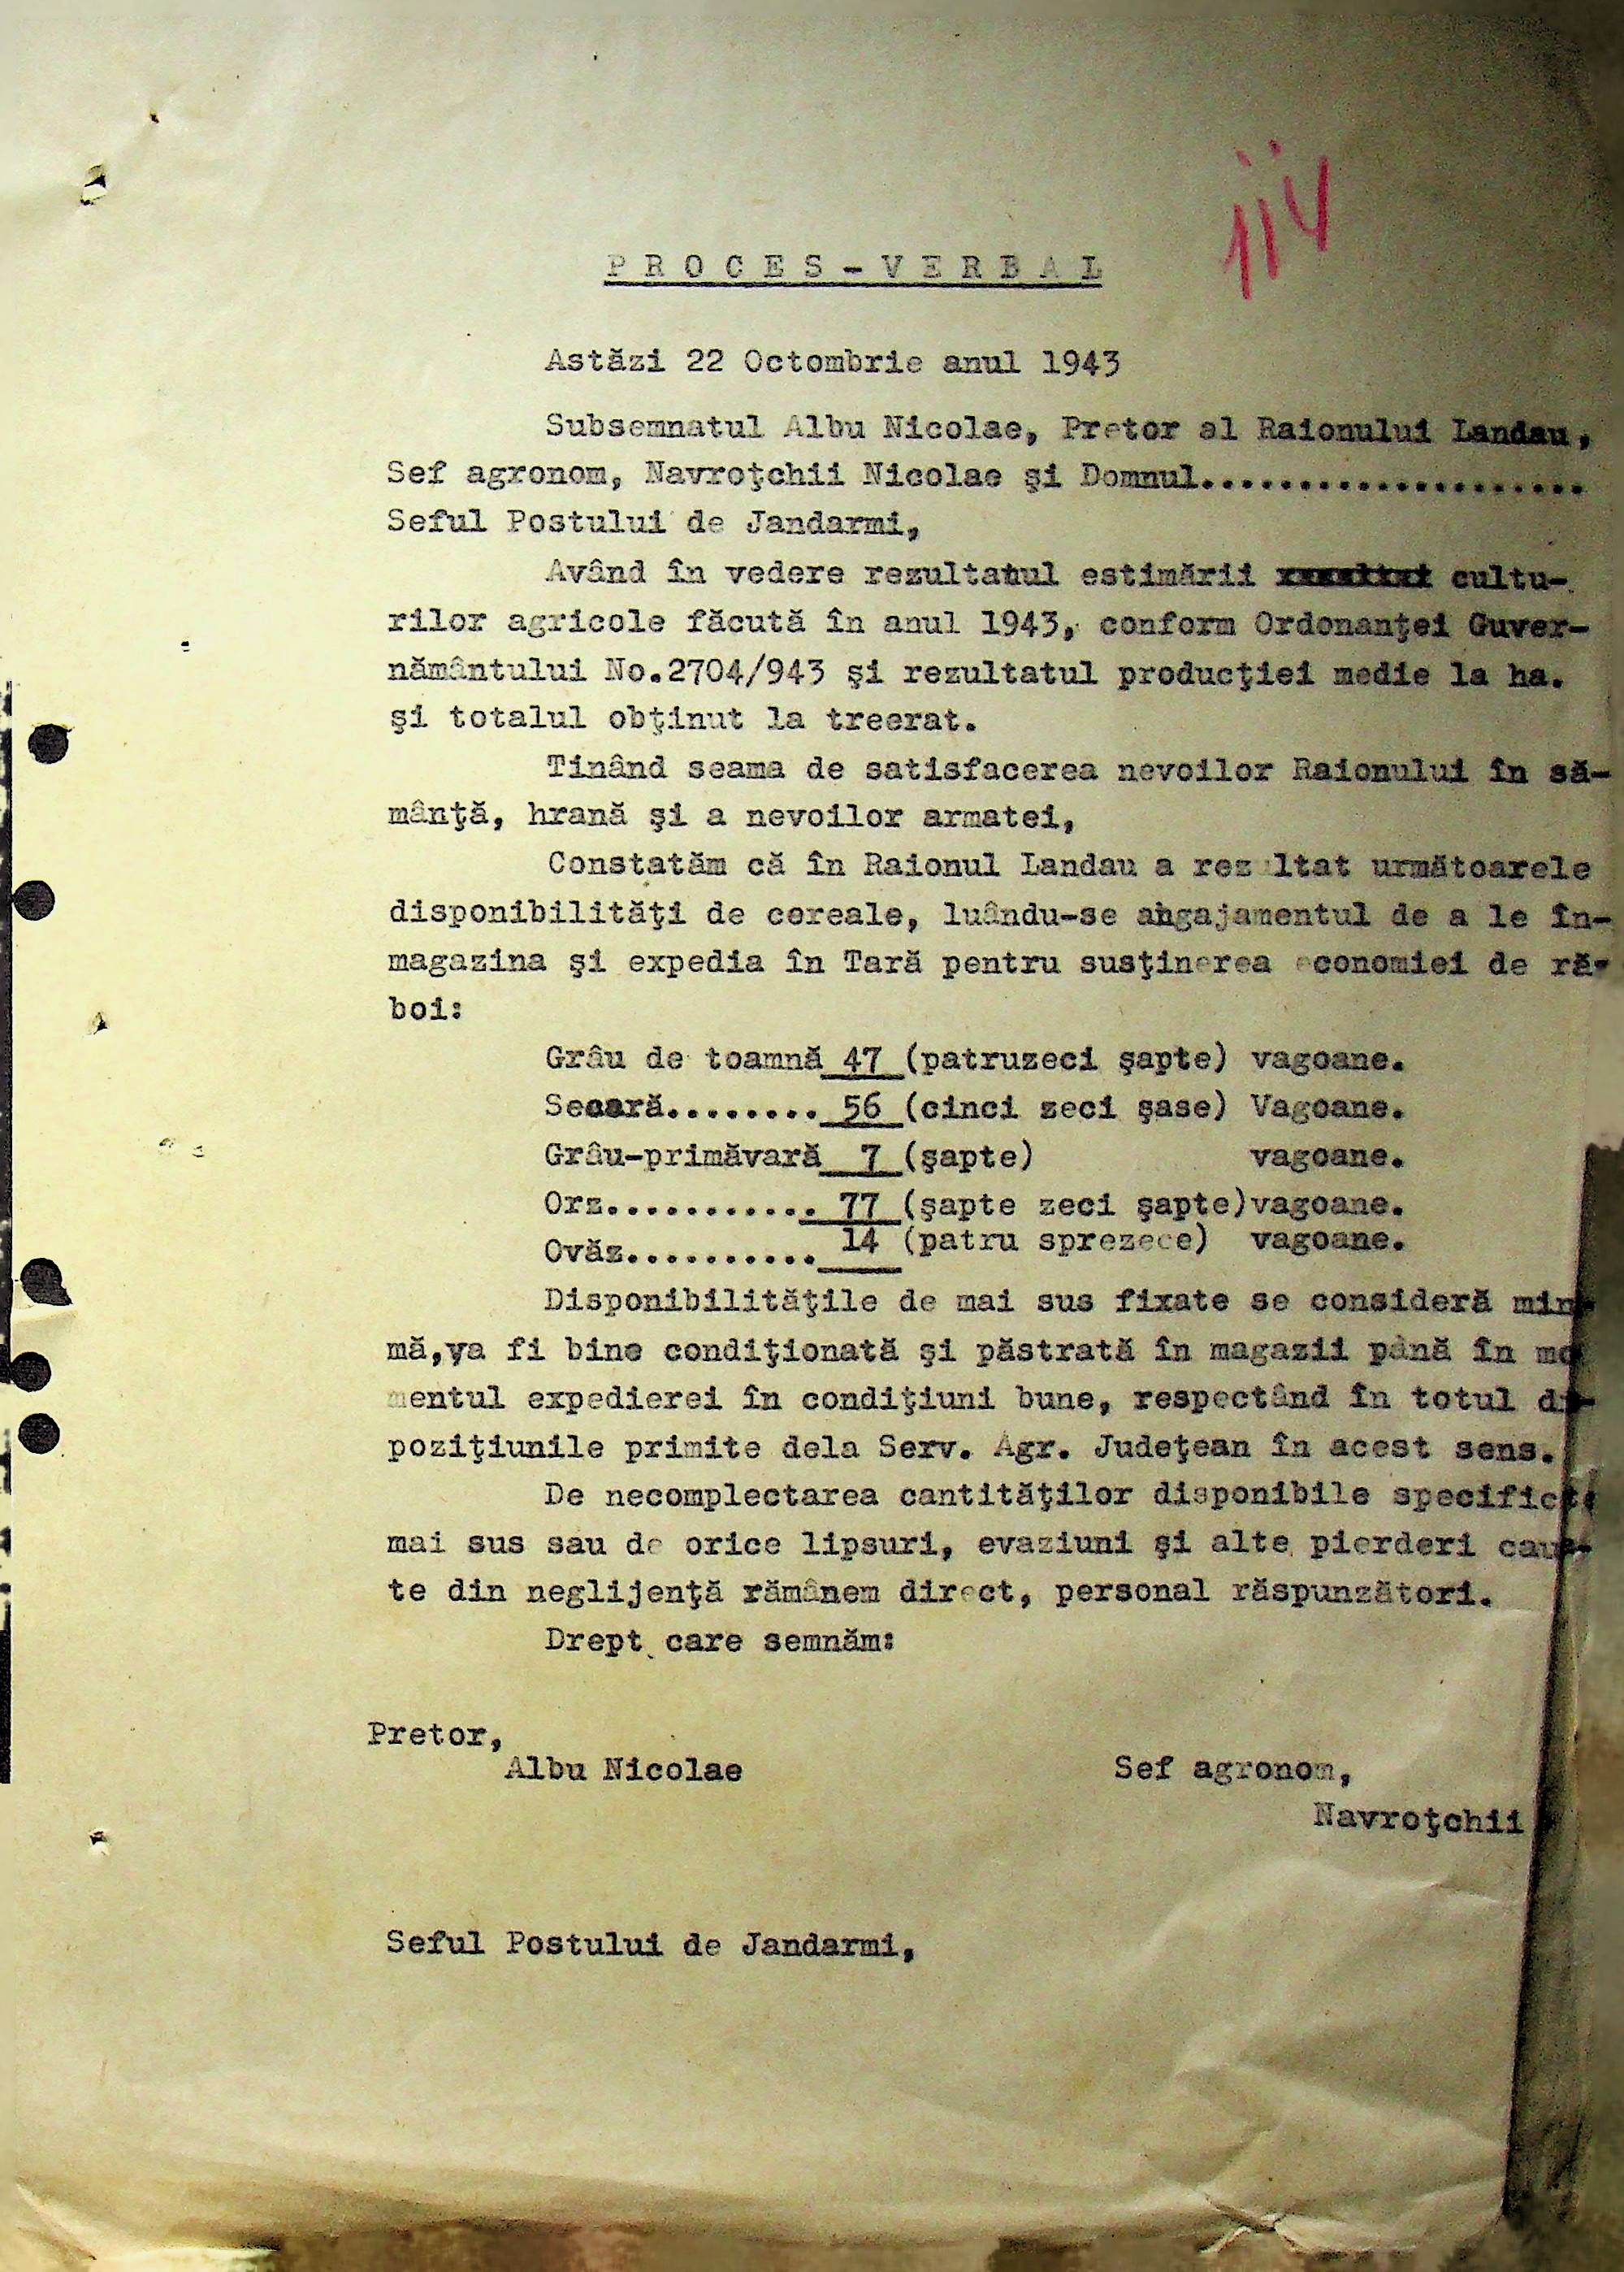 PROCES-VERBAL
Astăzi 22 Octombrie anul 1943
Subsemnatul Albu Nicolae, Pretor al Raionului Landau,
Sef agronom, Navroţchii Nicolae şi Domnul....................
Seful Postului de Jandarmi,
Având în vedere rezultatul estimării cultu-
rilor agricole făcută în anul 1943, conform Ordonanţei Guver-
nământului No.2704/943 şi rezultatul producţiei medie la ha.
şi totalul obţinut la treerat.
Tinând seama de satisfacerea nevoilor Raionului în să-
mânţă, hrană şi a nevoilor armatei,
Constatăm că în Raionul Landau a rez ltat următoarele
disponibilităţi de cereale, luându-se angajamentul de a le în-
magazina şi expedia în Tară pentru susţinerea economiei de ră-
boi:
Grâu de toamnă 47 (patruzeci şapte) vagoane.
Secară........ 56 (cinci zeci şase) Vagoane.
Grâu-primăvară 7 (şapte) vagoane.
Orz........... 77 (şapte zeci şapte)vagoane.
Ovăz.......... 14 (patru sprezece) vagoane.
Disponibilităţile de mai sus fixate se consideră min
mă,va fi bine condiţionată şi păstrată în magazii până în mo
mentul expedierei în condiţiuni bune, respectând în totul di-
poziţiunile primite dela Serv. Agr. Judeţean în acest sens.
De necomplectarea cantităţilor disponibile specificate
mai sus sau de orice lipsuri, evaziuni şi alte pierderi cauza-
te din neglijenţă rămânem direct, personal răspunzători.
Drept care semnăm:
Pretor,
Albu Nicolae
Sef agronom,
Navroţchii
Seful Postului de Jandarmi,